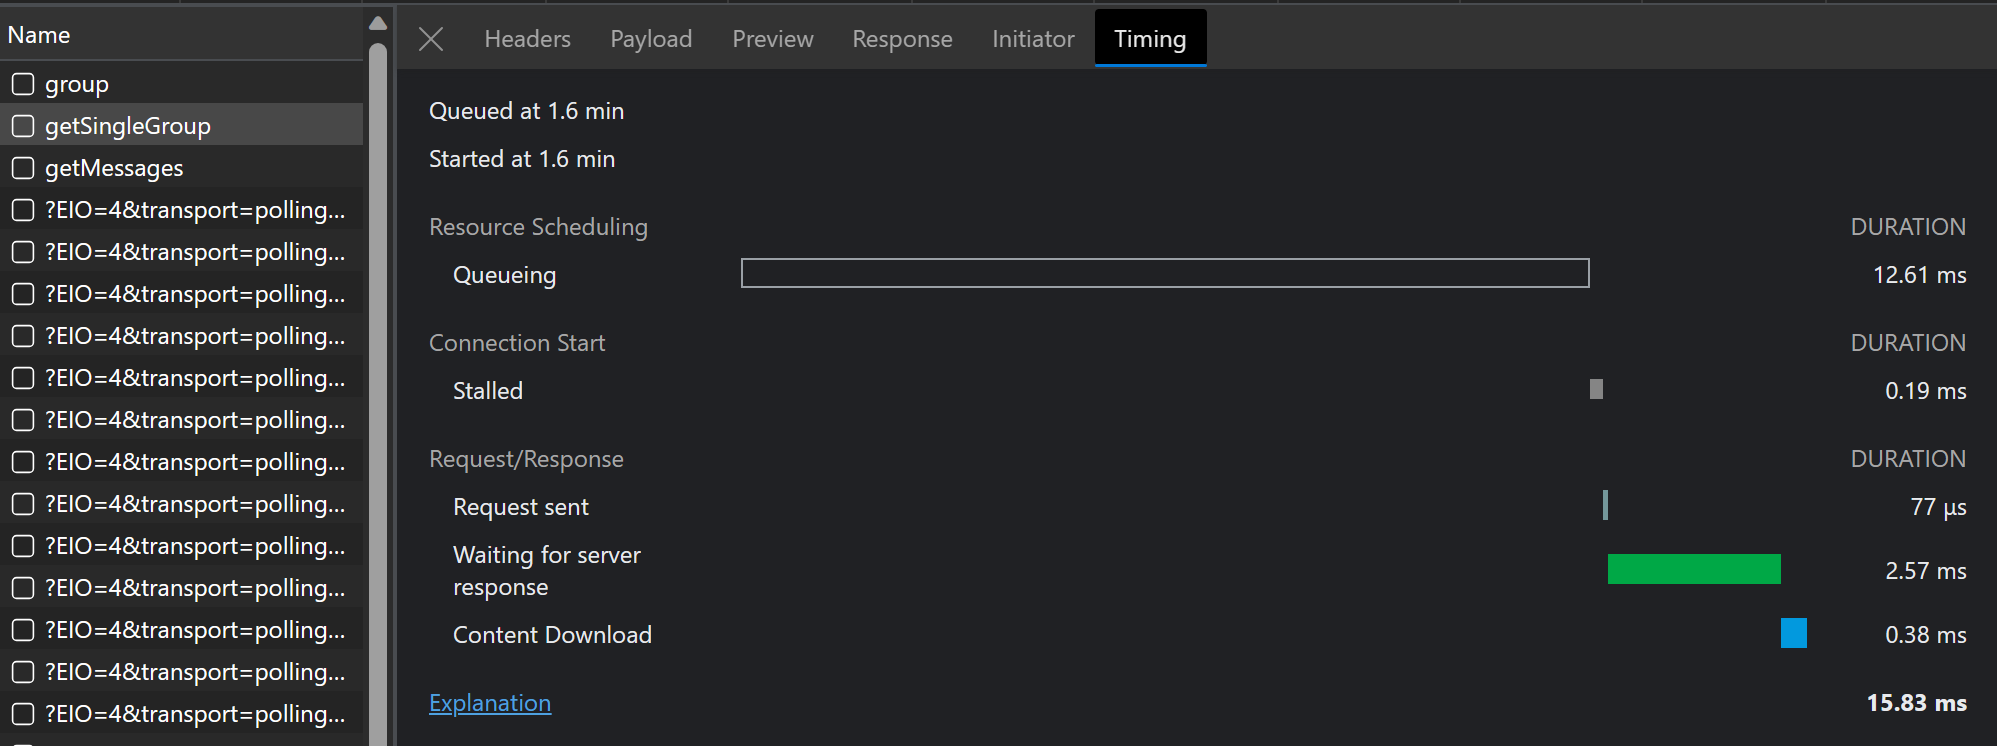 Name
group
getSingleGroup
getMessages
?EIO=4&transport=polling...
?EIO=4&transport=polling...
?EIO=4&transport=polling...
?EIO=4&transport=polling...
?EIO=4&transport=polling...
?EIO=4&transport=polling...
?EIO=4&transport=polling...
?EIO=4&transport=polling...
?EIO=4&transport=polling...
?EIO=4&transport=polling...
?EIO=4&transport=polling...
?EIO=4&transport=polling...
?EIO=4&transport=polling...
Headers Payload Preview Response Initiator Timing
Queued at 1.6 min
Started at 1.6 min
Resource Scheduling DURATION
Queueing 12.61 ms
Connection Start DURATION
Stalled 0.19 ms
Request/Response DURATION
Request sent 77 µs
Waiting for server
response 2.57 ms
Content Download 0.38 ms
Explanation 15.83 ms